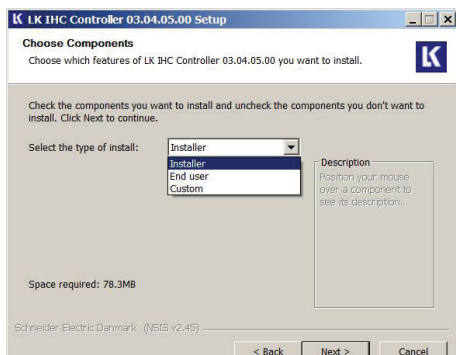 LK IHC Controller 03.04.05.00 Setup
Choose Components
Choose which features of LK IHC Controller 03.04.05.00 you want to install.
K
Check the components you want to install and uncheck the components you don't want to
install. Click Next to continue.
Select the type of install:
Installer
Installer
End user
Custom
Description
Position your mouse
over a component to
see its description.
Space required: 78.3MB
Schneider Electric Danmark (NSIS v2.45)
< Back
Next >
Cancel